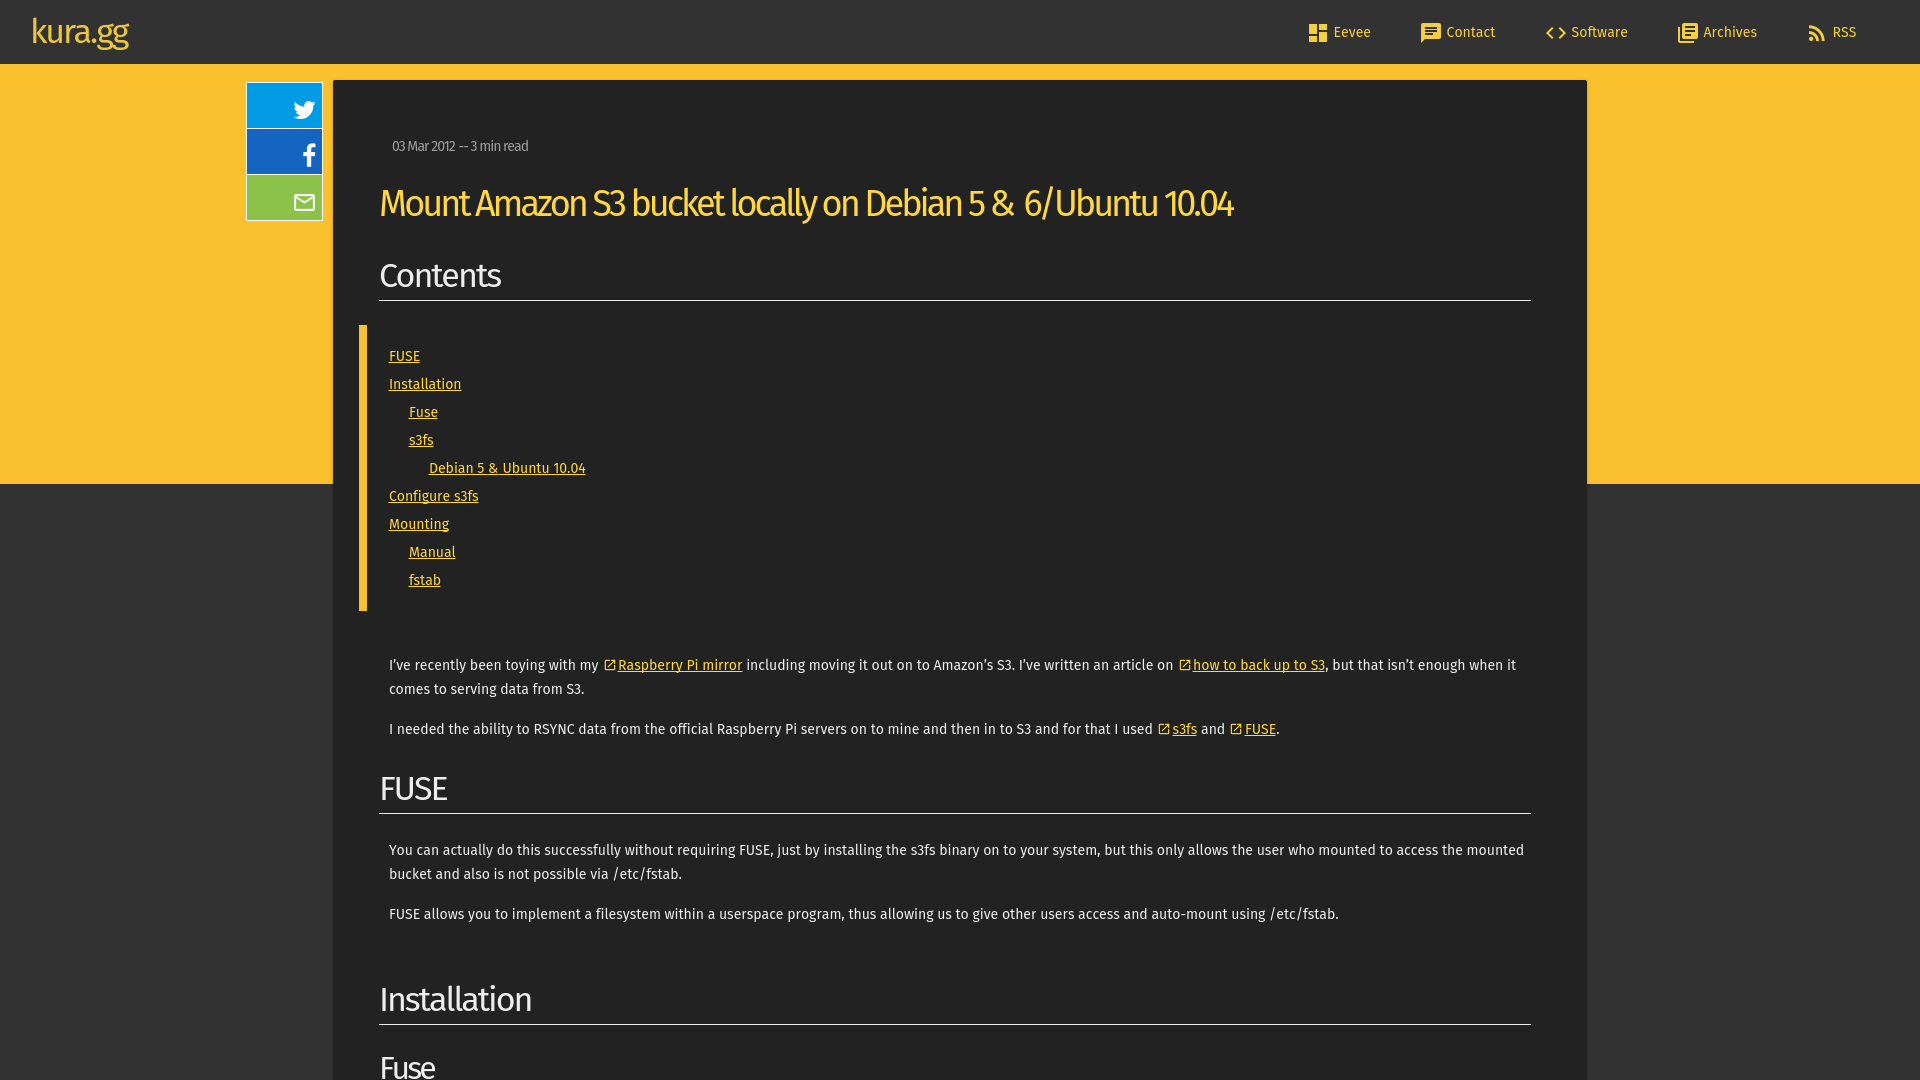 kura.gg
Eevee
Contact
Software
Archives
RSS
03 Mar 2012 -- 3 min read
Mount Amazon S3 bucket locally on Debian 5 & 6/Ubuntu 10.04
Contents
FUSE
Installation
Fuse
s3fs
Debian 5 & Ubuntu 10.04
Configure s3fs
Mounting
Manual
fstab
I’ve recently been toying with my Raspberry Pi mirror including moving it out on to Amazon’s S3. I’ve written an article on how to back up to S3, but that isn’t enough when it
comes to serving data from S3.
I needed the ability to RSYNC data from the official Raspberry Pi servers on to mine and then in to S3 and for that I used s3fs and FUSE.
FUSE
You can actually do this successfully without requiring FUSE, just by installing the s3fs binary on to your system, but this only allows the user who mounted to access the mounted
bucket and also is not possible via /etc/fstab.
FUSE allows you to implement a filesystem within a userspace program, thus allowing us to give other users access and auto-mount using /etc/fstab.
Installation
Fuse